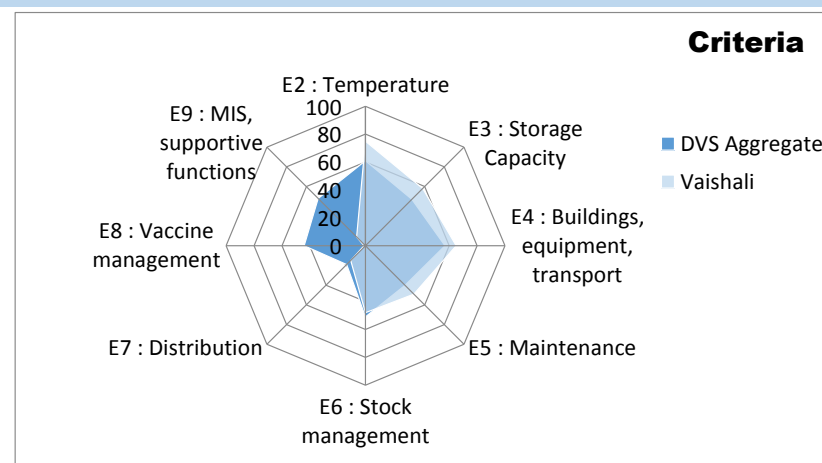 Criteria
E2 : Temperature
E3 : Storage
Capacity
E4 : Buildings,
equipment,
transport
E5 : Maintenance
E6 : Stock
management
E7 : Distribution
E8 : Vaccine
management
E9 : MIS,
supportive
functions
100
80
60
40
20
0
DVS Aggregate
Vaishali